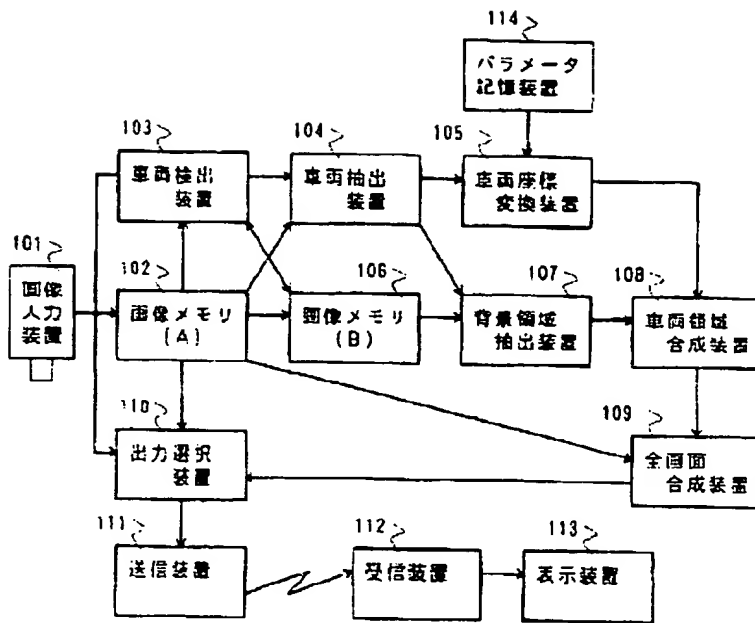 114
パラメータ
記憶装置
103
車両検出
装置
104
車両抽出
装置
105
車両座標
変換装置
101
画像
入力
装置
102
画像メモリ
(A)
106
画像メモリ
(B)
107
背景領域
抽出装置
108
車両領域
合成装置
110
出力選択
装置
109
全画面
合成装置
111
送信装置
112
受信装置
113
表示装置